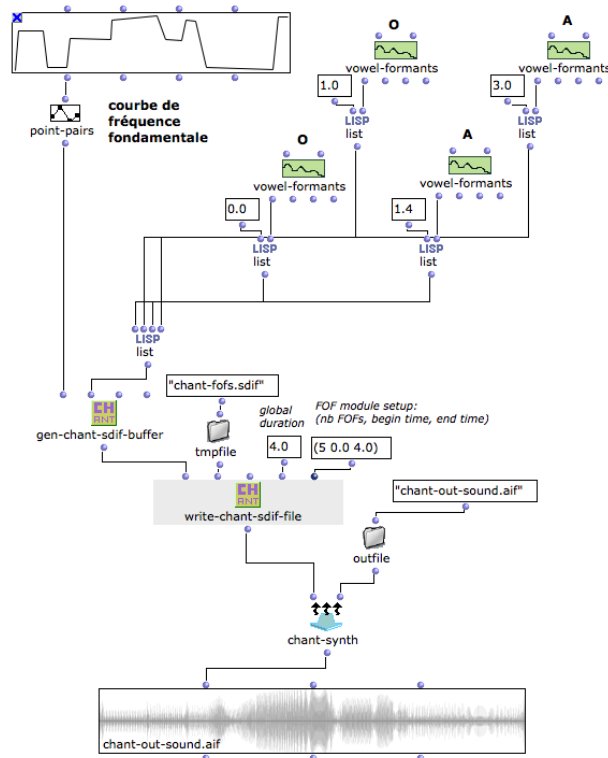 O
A
vowel-formants
vowel-formants
1.0
3.0
courbe de
fréquence
fondamentale
point-pairs
LISP
list
LISP
list
O
A
vowel-formants
vowel-formants
0.0
1.4
LISP
list
LISP
list
LISP
list
"chant-fofs.sdif"
CH
ANT
gen-chant-sdif-buffer
tmpfile
global
duration
FOF module setup:
(nb FOFs, begin time, end time)
4.0
(5 0.0 4.0)
CH
ANT
write-chant-sdif-file
"chant-out-sound.aif"
outfile
chant-synth
chant-out-sound.aif